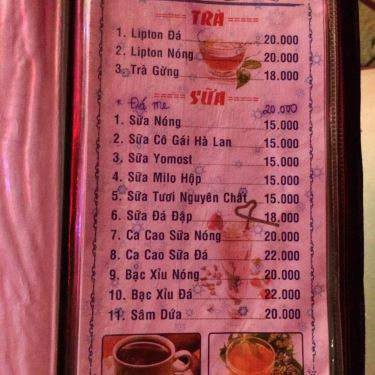 TRÀ
1. Lipton Đá 20.000
2. Lipton Nóng 20.000
3. Trà Gừng 18.000
SỮA
* Đá me 20.000
1. Sữa Nóng 15.000
2. Sữa Cô Gái Hà Lan 15.000
3. Sữa Yomost 15.000
4. Sữa Milo Hộp 15.000
5. Sữa Tươi Nguyên Chất 15.000
6. Sữa Đá Đập 18.000
7. Ca Cao Sữa Nóng 20.000
8. Ca Cao Sữa Đá 22.000
9. Bạc Xỉu Nóng 20.000
10. Bạc Xỉu Đá 22.000
11. Sâm Dứa 20.000